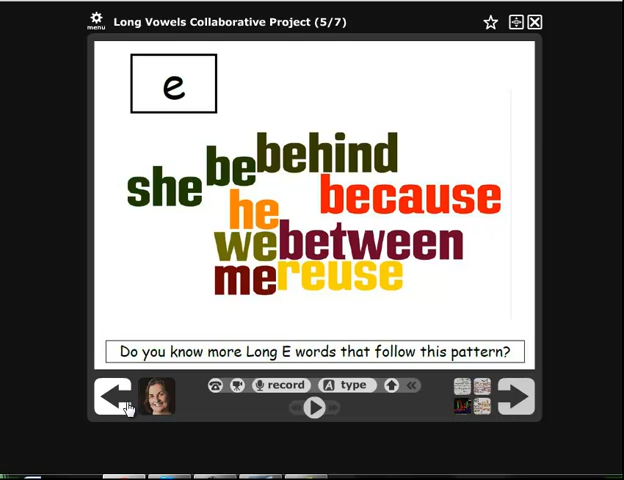 menu
Long Vowels Collaborative Project (5/7)
e
behind
be
she
because
he
we
between
me
reuse
Do you know more Long E words that follow this pattern?
record
A type